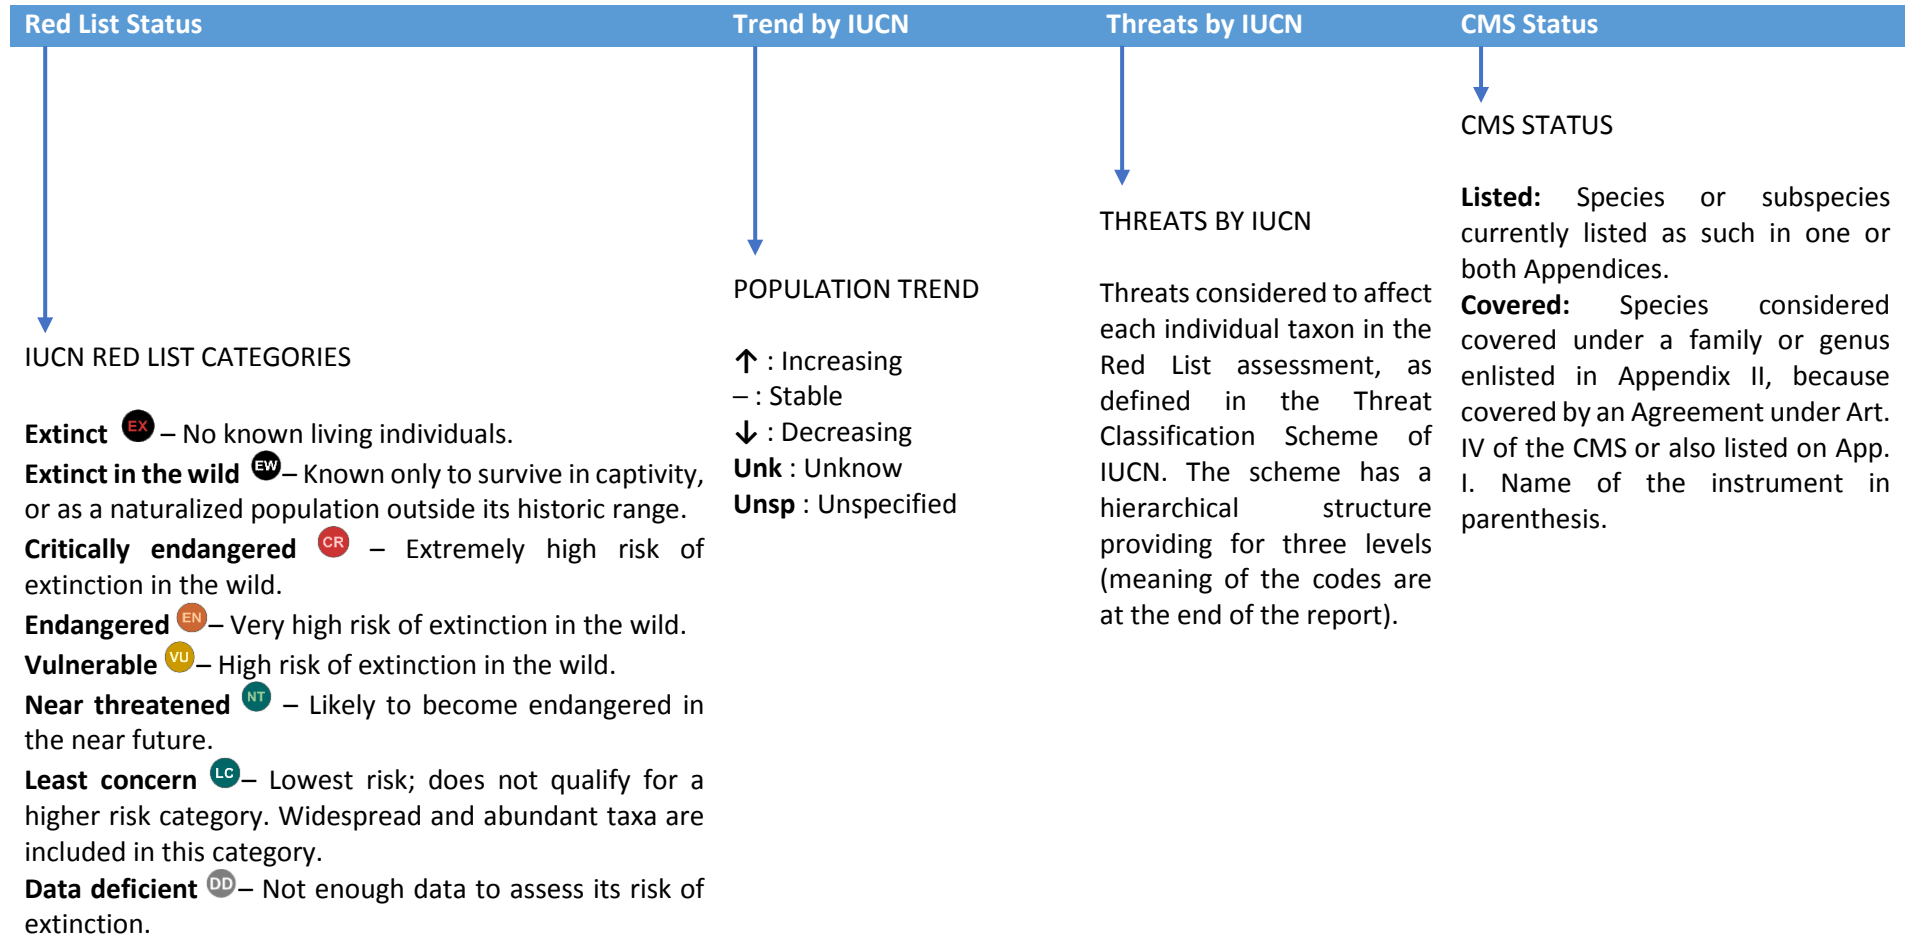 Red List Status
Trend by IUCN
Threats by IUCN
CMS Status
IUCN RED LIST CATEGORIES
Extinct EX – No known living individuals.
Extinct in the wild EW – Known only to survive in captivity,
or as a naturalized population outside its historic range.
Critically endangered CR – Extremely high risk of
extinction in the wild.
Endangered EN – Very high risk of extinction in the wild.
Vulnerable VU – High risk of extinction in the wild.
Near threatened NT – Likely to become endangered in
the near future.
Least concern LC – Lowest risk; does not qualify for a
higher risk category. Widespread and abundant taxa are
included in this category.
Data deficient DD – Not enough data to assess its risk of
extinction.
POPULATION TREND
↑ : Increasing
– : Stable
↓ : Decreasing
Unk : Unknow
Unsp : Unspecified
THREATS BY IUCN
Threats considered to affect
each individual taxon in the
Red List assessment, as
defined in the Threat
Classification Scheme of
IUCN. The scheme has a
hierarchical structure
providing for three levels
(meaning of the codes are
at the end of the report).
CMS STATUS
Listed: Species or subspecies
currently listed as such in one or
both Appendices.
Covered: Species considered
covered under a family or genus
enlisted in Appendix II, because
covered by an Agreement under Art.
IV of the CMS or also listed on App.
I. Name of the instrument in
parenthesis.